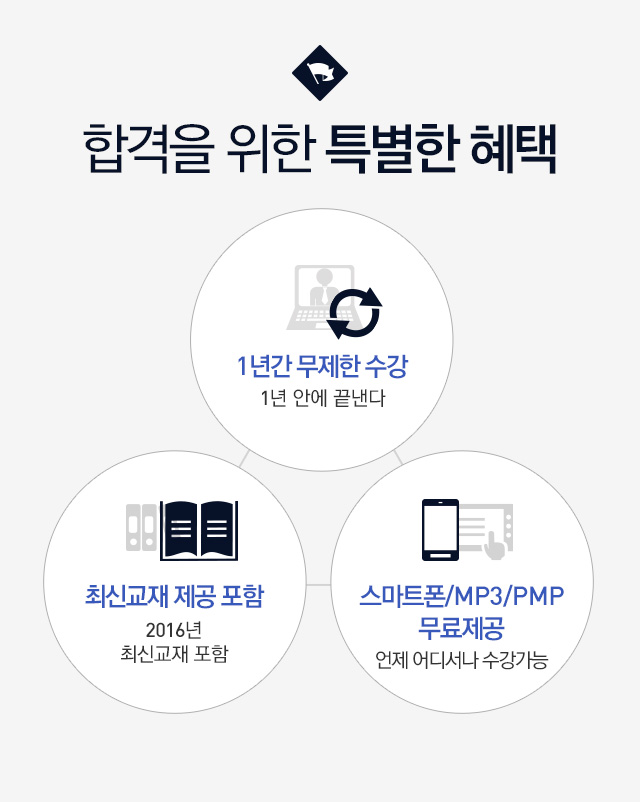 합격을 위한 특별한 혜택
1년간 무제한 수강
1년 안에 끝낸다
최신교재 제공 포함
2016년
최신교재 포함
스마트폰/MP3/PMP
무료제공
언제 어디서나 수강가능